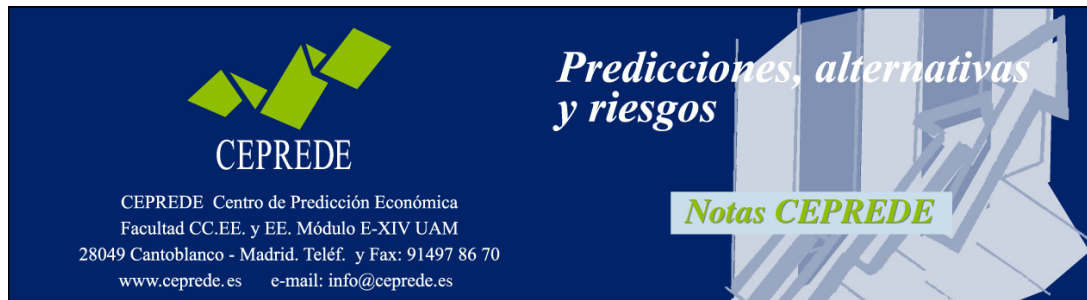 CEPREDE
CEPREDE Centro de Predicción Económica
Facultad CC.EE. y EE. Módulo E-XIV UAM
28049 Cantoblanco - Madrid. Teléf. y Fax: 91497 86 70
www.ceprede.es e-mail: info@ceprede.es
Predicciones, alternativas
y riesgos
Notas CEPREDE